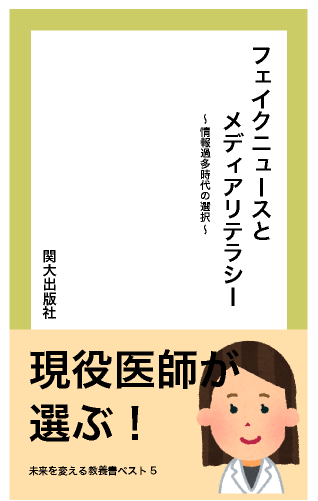 フェイクニュースと
メディアリテラシー
～情報過多時代の選択～
関大出版社
現役医師が
選ぶ！
未来を変える教養書ベスト５